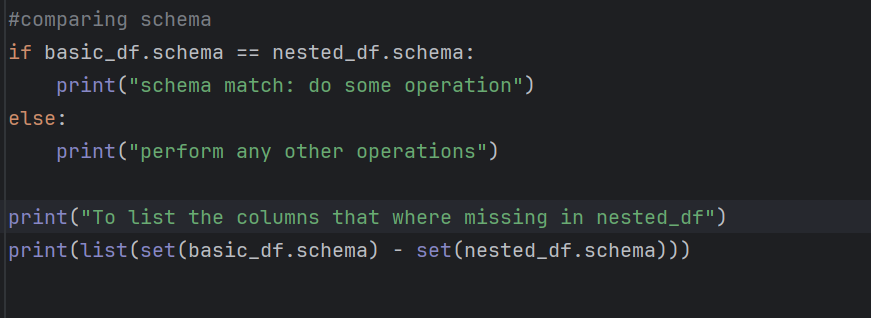 #comparing schema
if basic_df.schema == nested_df.schema:
    print("schema match: do some operation")
else:
    print("perform any other operations")
print("To list the columns that where missing in nested_df")
print(list(set(basic_df.schema) - set(nested_df.schema)))